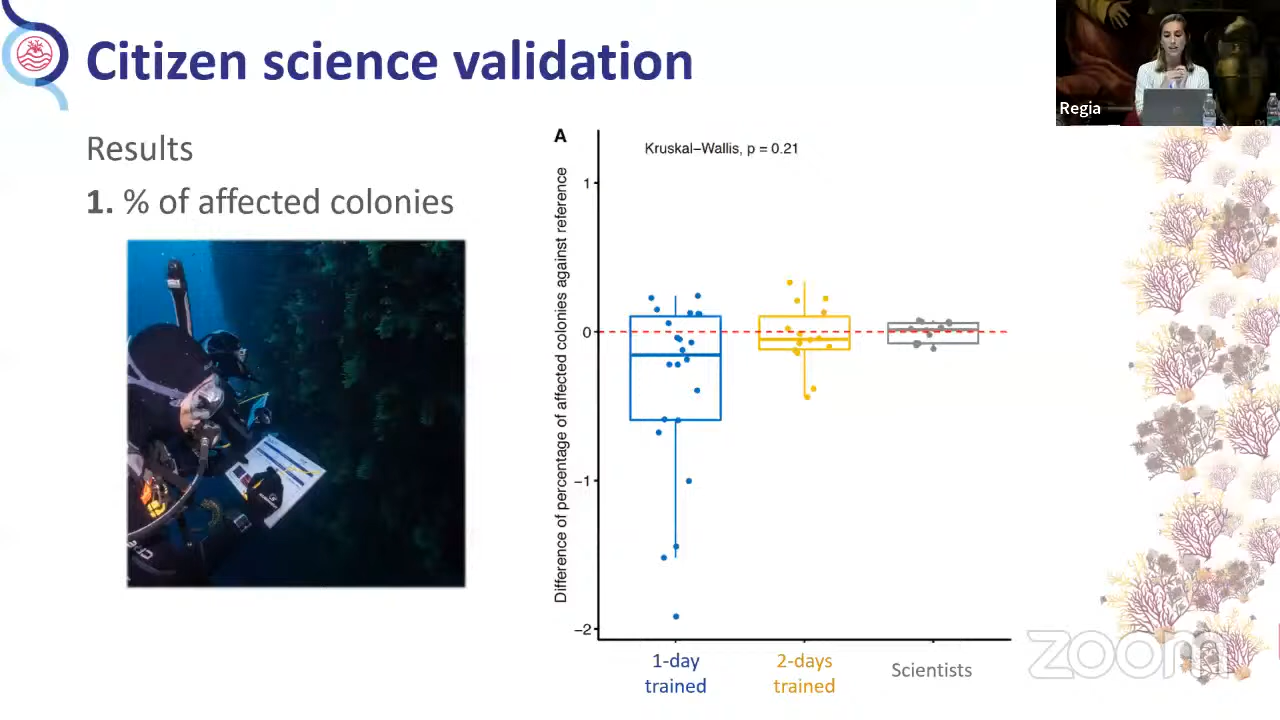 Citizen science validation
Regia
Results
1. % of affected colonies
A
Kruskal−Wallis, p = 0.21
Difference of percentage of affected colonies against reference
1
0
−1
−2
1-day
trained
2-days
trained
Scientists
zoom